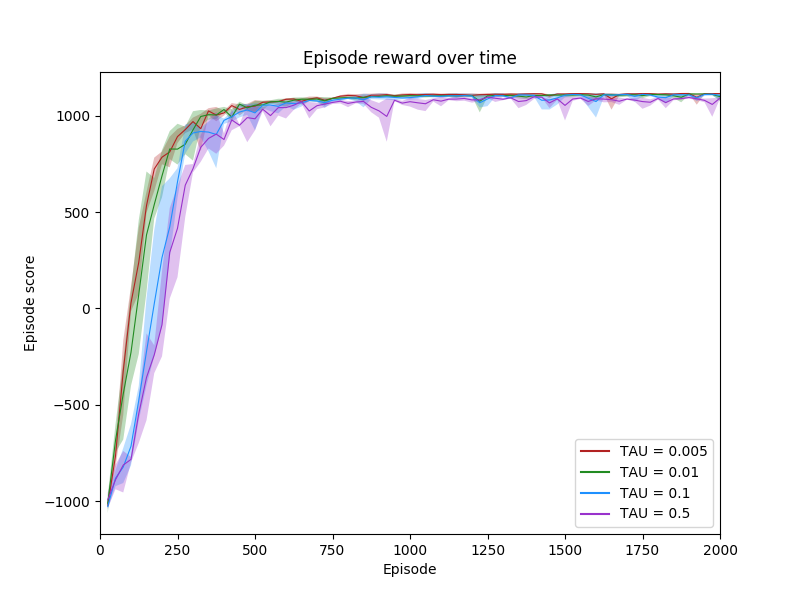 Episode reward over time
Episode score
1000
500
0
−500
−1000
0
250
500
750
1000
1250
1500
1750
2000
Episode
TAU = 0.005
TAU = 0.01
TAU = 0.1
TAU = 0.5